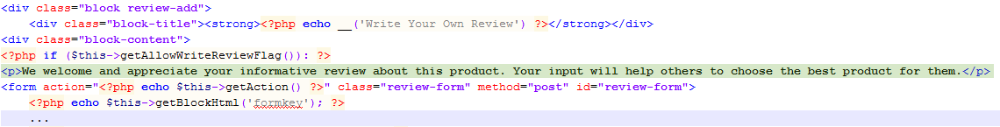 <div class="block review-add">
<div class="block-title"><strong><?php echo __('Write Your Own Review') ?></strong></div>
<div class="block-content">
<?php if ($this->getAllowWriteReviewFlag()): ?>
<p>We welcome and appreciate your informative review about this product. Your input will help others to choose the best product for them.</p>
<form action="<?php echo $this->getAction() ?>" class="review-form" method="post" id="review-form">
<?php echo $this->getBlockHtml('formkey'); ?>
...